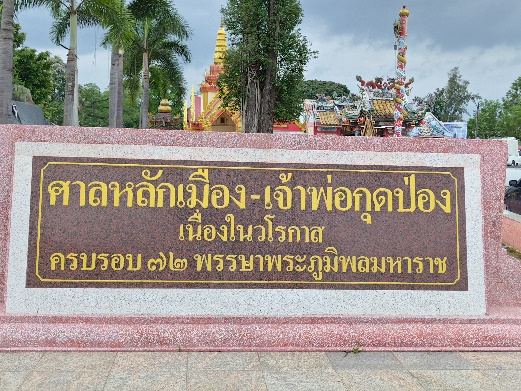 ศาลหลักเมือง-เจ้าพ่อกุดป่อง
เนื่องในวโรกาส
ครบรอบ ๗๒ พรรษาพระภูมิพลมหาราช